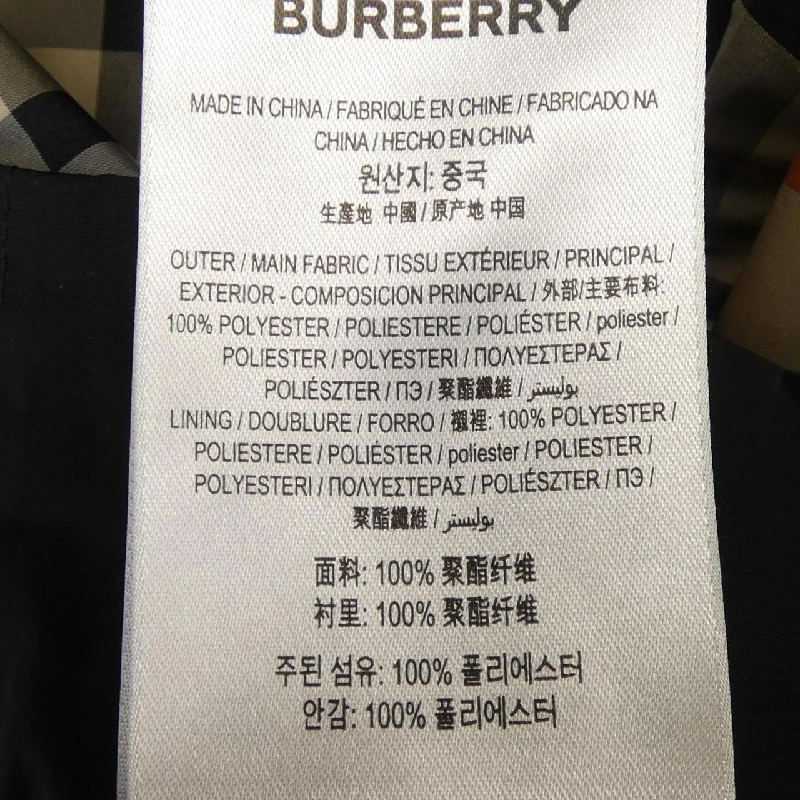 BURBERRY
MADE IN CHINA / FABRIQUÉ EN CHINE / FABRICADO NA
CHINA / HECHO EN CHINA
원산지: 중국
生產地 中國 / 原产地 中国
OUTER / MAIN FABRIC / TISSU EXTÉRIEUR / PRINCIPAL /
EXTERIOR - COMPOSICION PRINCIPAL / 外部/主要布料:
100% POLYESTER / POLIESTERE / POLIÉSTER / poliester /
POLIESTER / POLYESTERI / ΠΟΛΥΕΣΤΕΡΑΣ /
POLIÉSZTER / ПЭ / 聚酯纖維 / بوليستر
LINING / DOUBLURE / FORRO / 襯裡: 100% POLYESTER /
POLIESTERE / POLIÉSTER / poliester / POLIESTER /
POLYESTERI / ΠΟΛΥΕΣΤΕΡΑΣ / POLIÉSZTER / ПЭ /
聚酯纖維 / بوليستر
面料: 100% 聚酯纤维
衬里: 100% 聚酯纤维
주된 섬유: 100% 폴리에스터
안감: 100% 폴리에스터